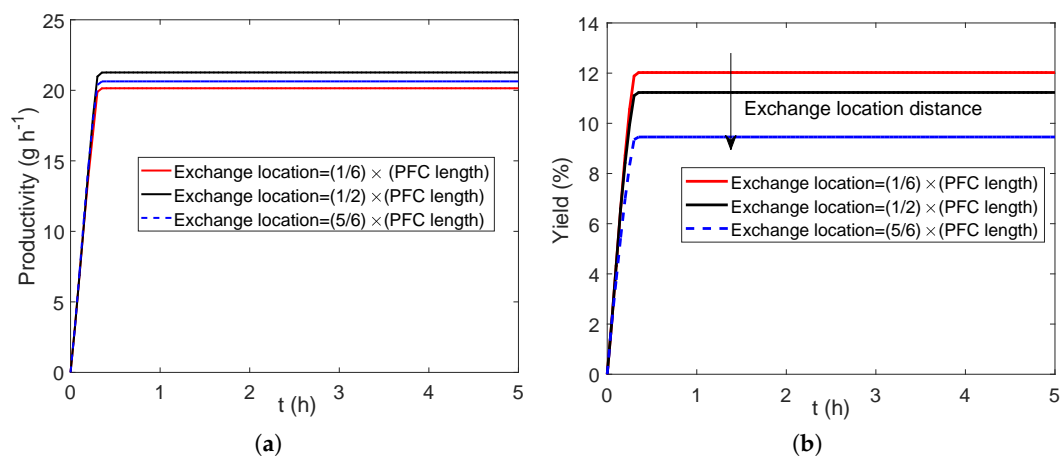 25
20
15
10
5
0
Productivity (g h⁻¹)
Exchange location=(1/6) × (PFC length)
Exchange location=(1/2) ×(PFC length)
Exchange location=(5/6) ×(PFC length)
0 1 2 3 4 5
t (h)
(a)
14
12
10
8
6
4
2
0
Yield (%)
Exchange location distance
Exchange location=(1/6) ×(PFC length)
Exchange location=(1/2) ×(PFC length)
Exchange location=(5/6) ×(PFC length)
0 1 2 3 4 5
t (h)
(b)